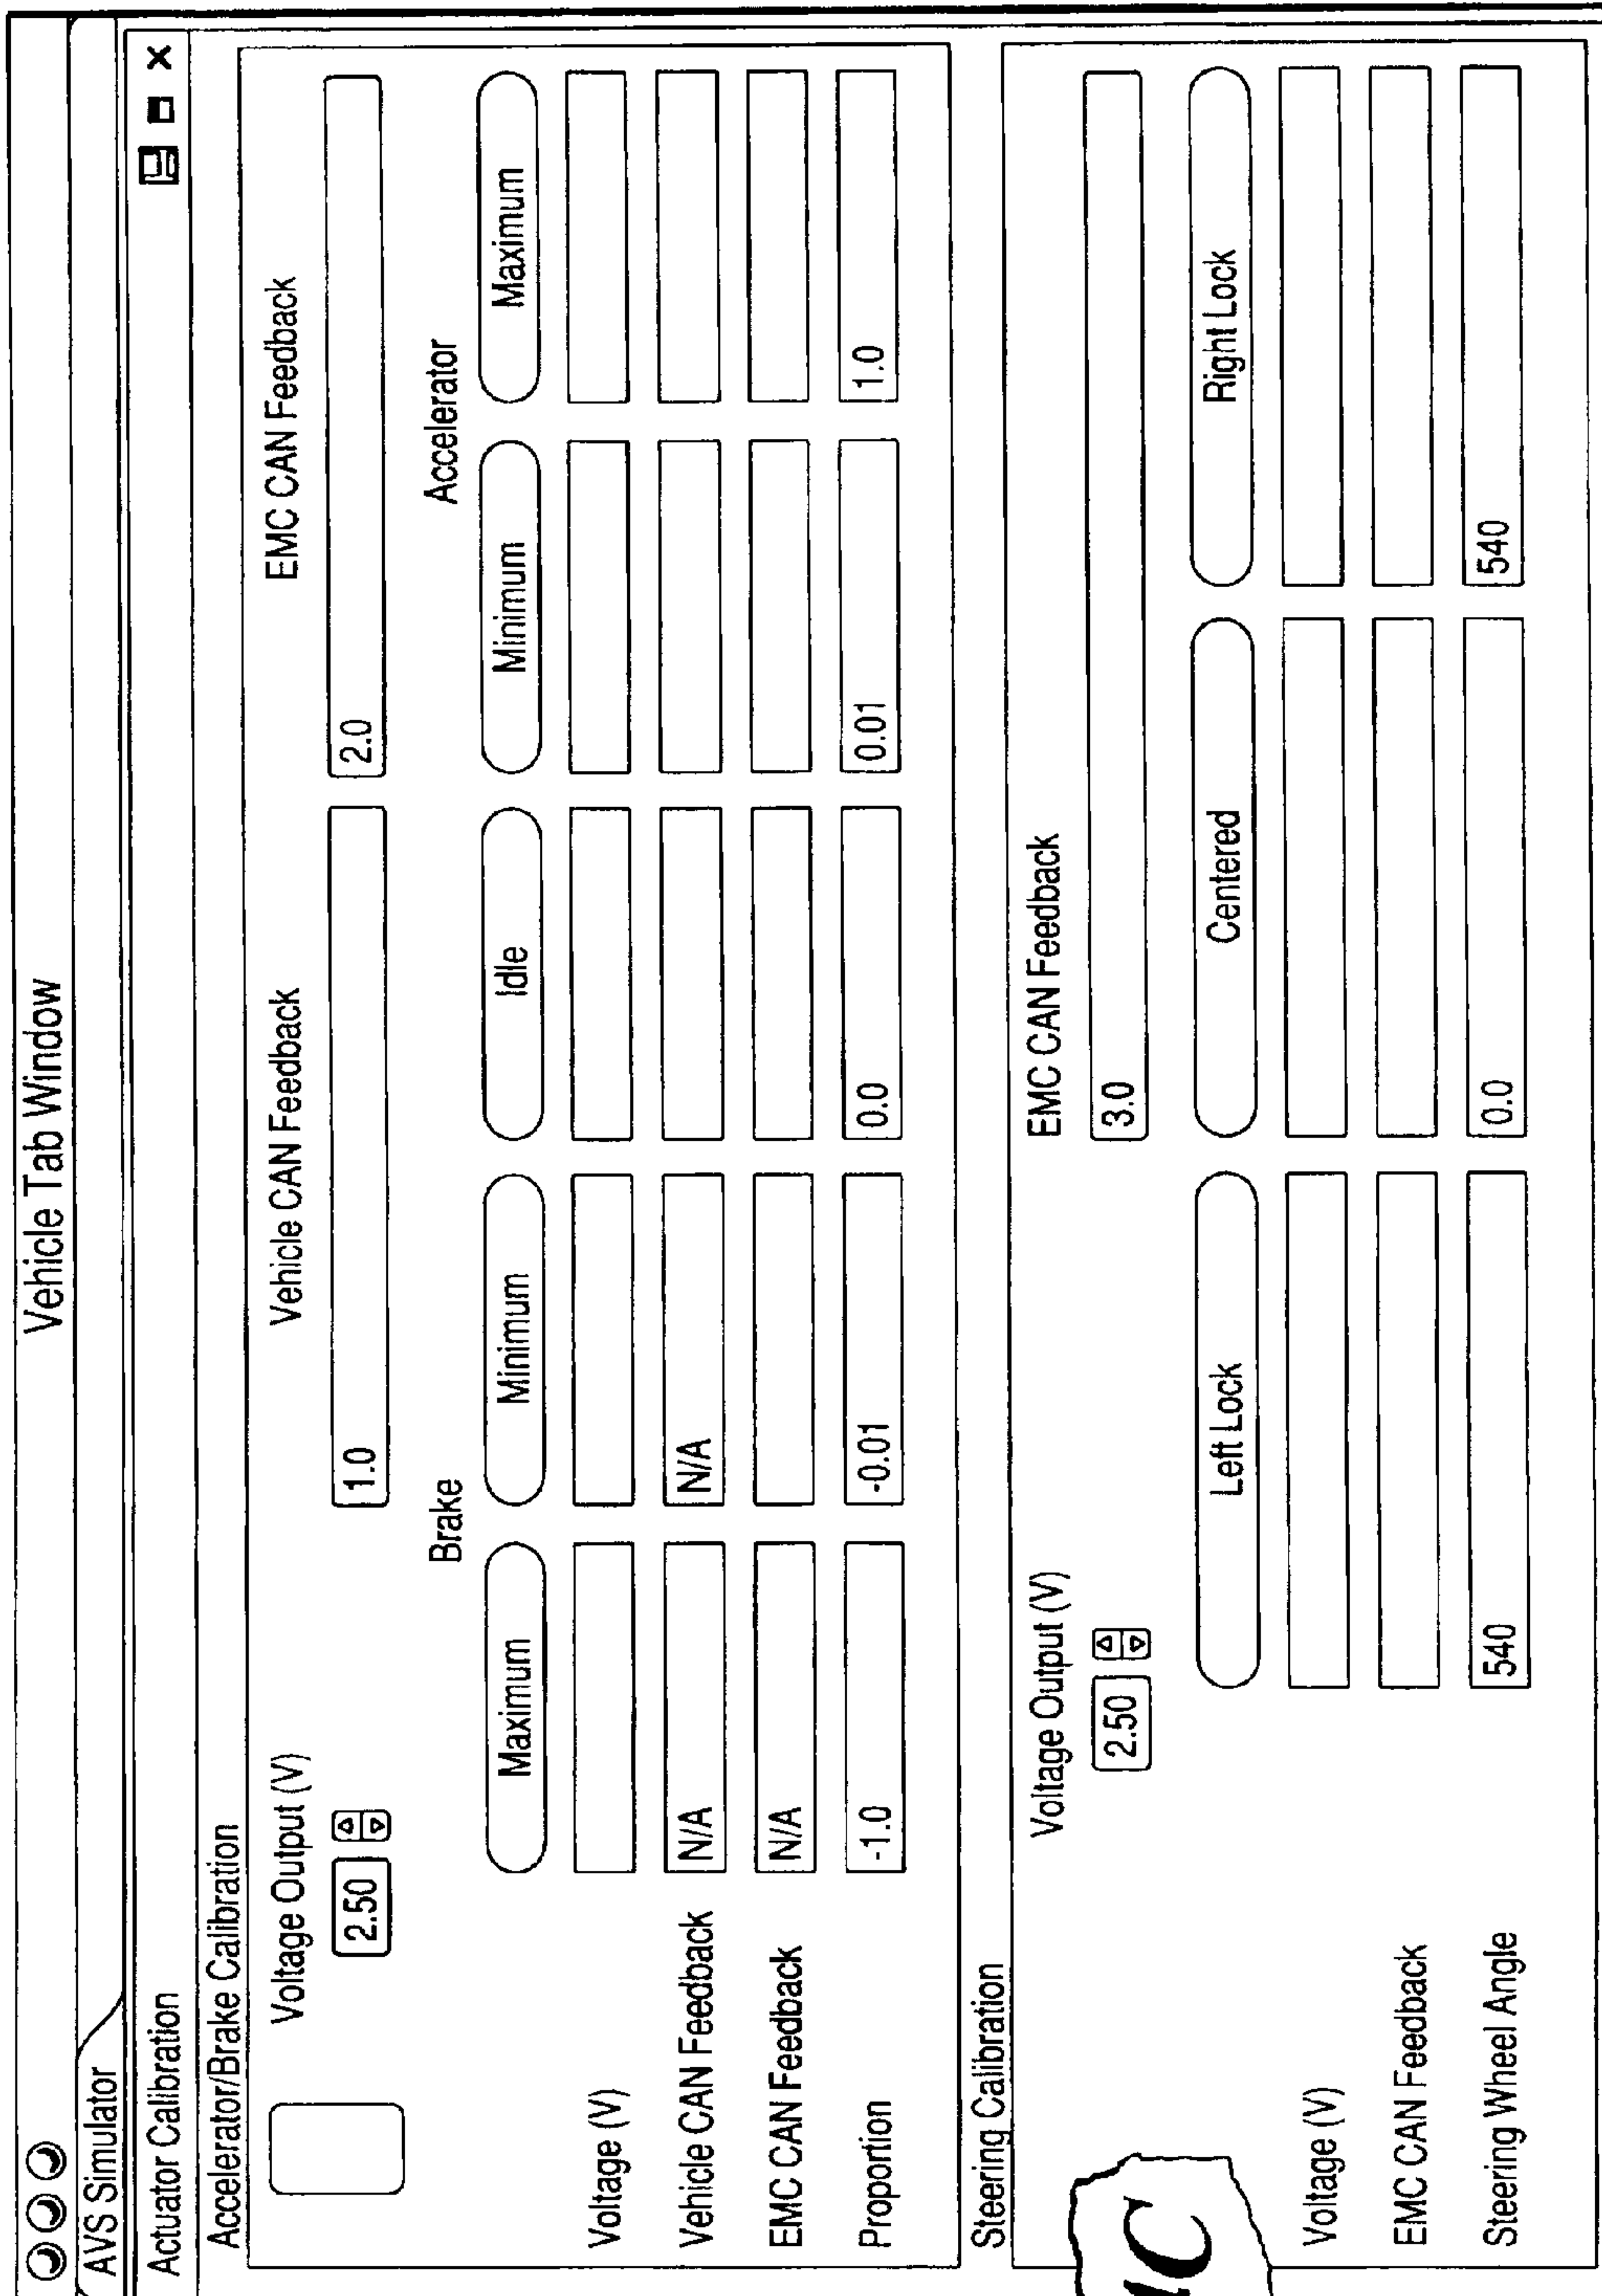 Vehicle Tab Window
AVS Simulator
Actuator Calibration
Accelerator/Brake Calibration
Voltage Output (V) Vehicle CAN Feedback EMC CAN Feedback
2.50 1.0 2.0
Brake Accelerator
Maximum Minimum Idle Minimum Maximum
Voltage (V)
Vehicle CAN Feedback N/A N/A
EMC CAN Feedback N/A
Proportion -1.0 -0.01 0.0 0.01 1.0
Steering Calibration
Voltage Output (V) EMC CAN Feedback
2.50 3.0
Left Lock Centered Right Lock
Voltage (V)
EMC CAN Feedback
Steering Wheel Angle 540 0.0 540